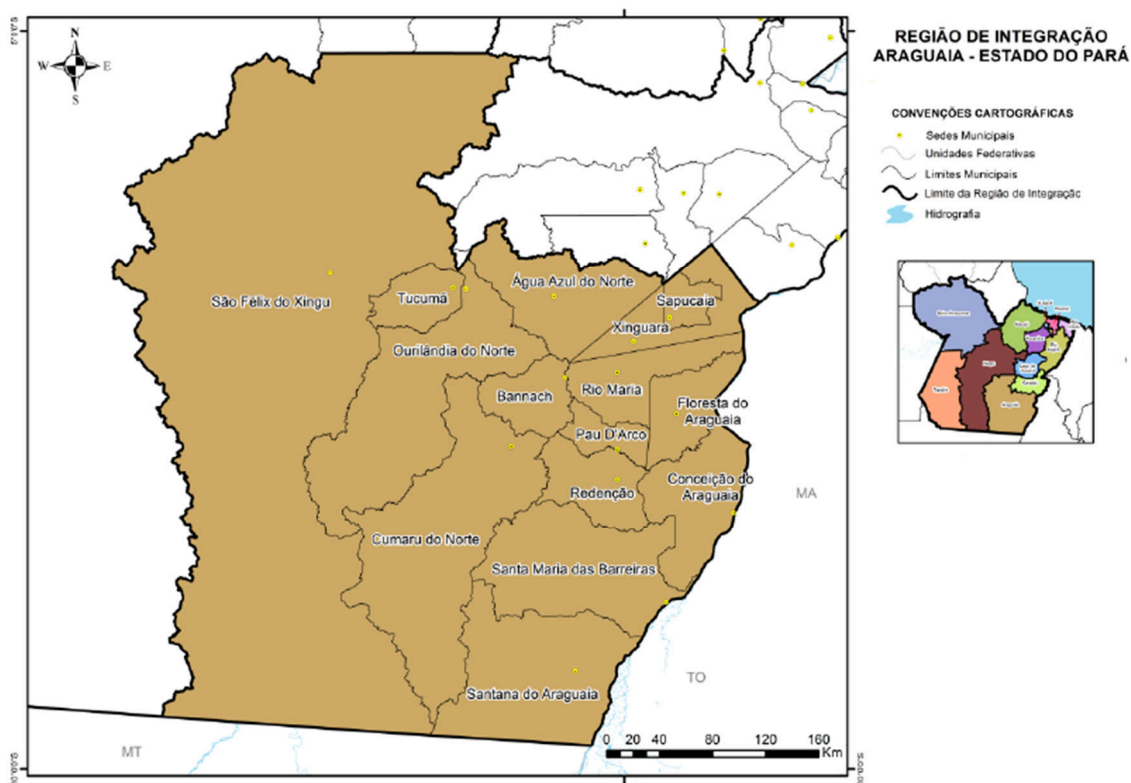 REGIÃO DE INTEGRAÇÃO
ARAGUAIA - ESTADO DO PARÁ
CONVENÇÕES CARTOGRÁFICAS
Sedes Municipais
Unidades Federativas
Limites Municipais
Limite da Região de Integração
Hidrografia
N
W
E
S
São Félix do Xingu
Tucumã
Água Azul do Norte
Sapucaia
Xinguara
Ourilândia do Norte
Bannach
Rio Maria
Floresta do
Araguaia
Pau D'Arco
Redenção
Conceição do
Araguaia
Cumaru do Norte
Santa Maria das Barreiras
Santana do Araguaia
MA
TO
MT
0 10 20 40 80 120 160
Km